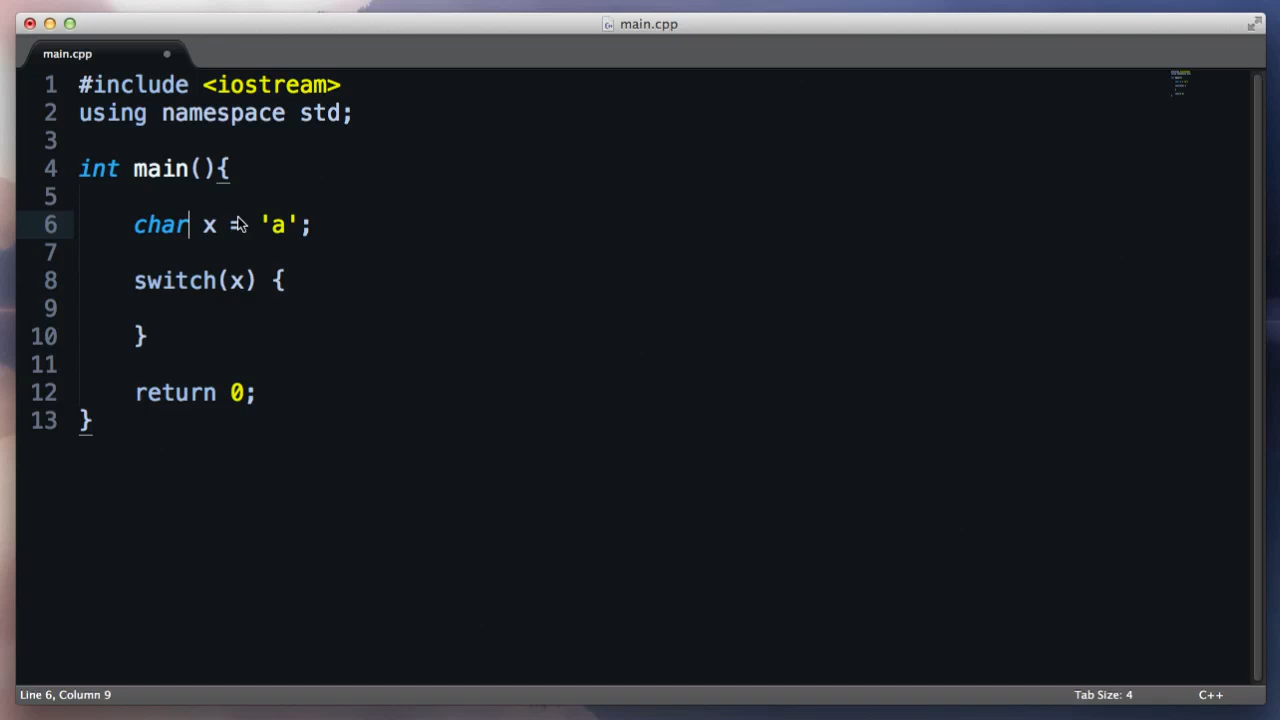 main.cpp
main.cpp
1 #include <iostream>
2 using namespace std;
3
4 int main(){
5
6 char x = 'a';
7
8 switch(x) {
9
10 }
11
12 return 0;
13 }
Line 6, Column 9 Tab Size: 4 C++